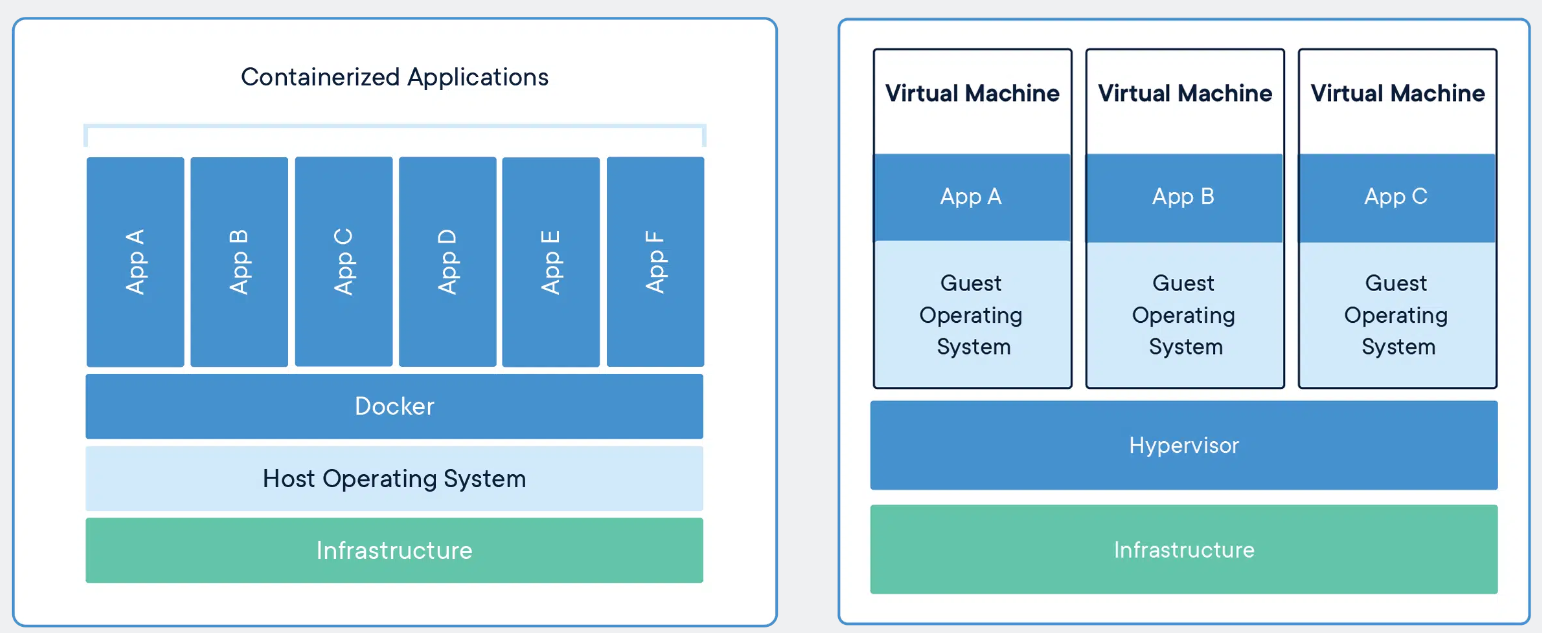 Containerized Applications
App A
App B
App C
App D
App E
App F
Docker
Host Operating System
Infrastructure
Virtual Machine
App A
Guest
Operating
System
Virtual Machine
App B
Guest
Operating
System
Virtual Machine
App C
Guest
Operating
System
Hypervisor
Infrastructure